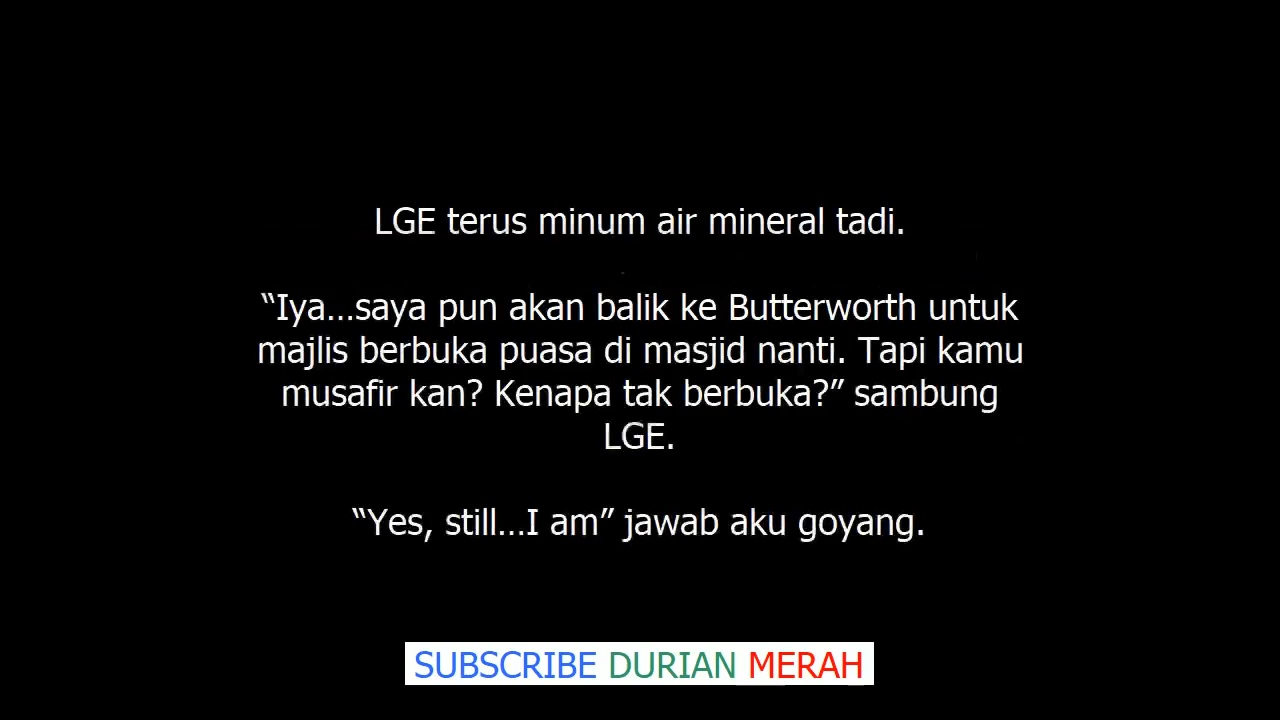 LGE terus minum air mineral tadi.
“Iya...saya pun akan balik ke Butterworth untuk
majlis berbuka puasa di masjid nanti. Tapi kamu
musafir kan? Kenapa tak berbuka?” sambung
LGE.
“Yes, still...I am” jawab aku goyang.
SUBSCRIBE DURIAN MERAH